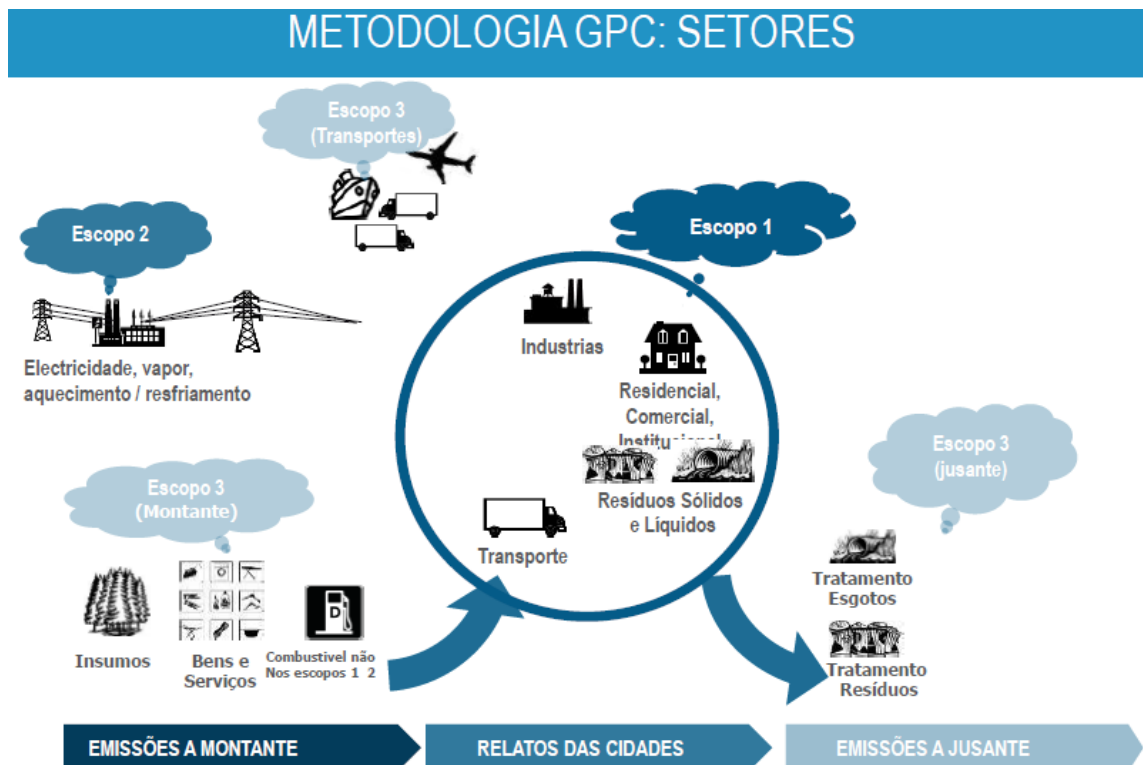 METODOLOGIA GPC: SETORES
Escopo 3
(Transportes)
Escopo 2
Escopo 1
Electricidade, vapor,
aquecimento / resfriamento
Industrias
Residencial,
Comercial,
Institucional
Resíduos Sólidos
e Líquidos
Transporte
Escopo 3
(Montante)
Insumos
Bens e
Serviços
D
Combustivel não
Nos escopos 1 2
Escopo 3
(jusante)
Tratamento
Esgotos
Tratamento
Resíduos
EMISSÕES A MONTANTE
RELATOS DAS CIDADES
EMISSÕES A JUSANTE